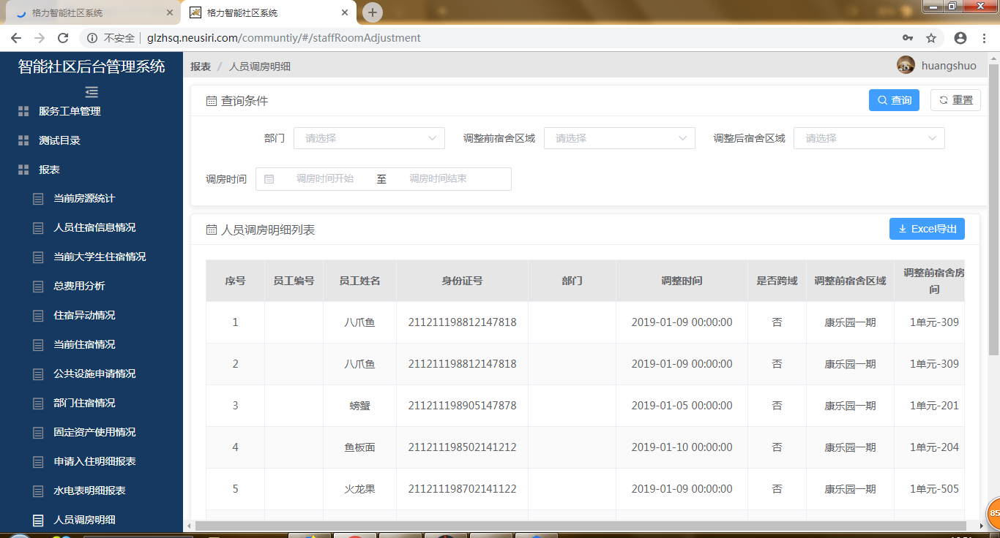 格力智能社区系统
格力智能社区系统
不安全 glzhsq.neusiri.com/communtiy/#/staffRoomAdjustment
智能社区后台管理系统
服务工单管理
测试目录
报表
当前房源统计
人员住宿信息情况
当前大学生住宿情况
总费用分析
住宿异动情况
当前住宿情况
公共设施申请情况
部门住宿情况
固定资产使用情况
申请入住明细报表
水电表明细报表
人员调房明细
报表 / 人员调房明细
huangshuo
查询条件
查询 重置
部门 请选择 调整前宿舍区域 请选择 调整后宿舍区域 请选择
调房时间 调房时间开始 至 调房时间结束
人员调房明细列表
Excel导出
序号 员工编号 员工姓名 身份证号 部门 调整时间 是否跨域 调整前宿舍区域 调整前宿舍房间
1 八爪鱼 211211198812147818 2019-01-09 00:00:00 否 康乐园一期 1单元-309
2 八爪鱼 211211198812147818 2019-01-09 00:00:00 否 康乐园一期 1单元-309
3 螃蟹 211211198905147878 2019-01-05 00:00:00 否 康乐园一期 1单元-201
4 鱼板面 211211198502141212 2019-01-10 00:00:00 否 康乐园一期 1单元-204
5 火龙果 211211198702141122 2019-01-09 00:00:00 否 康乐园一期 1单元-505
85